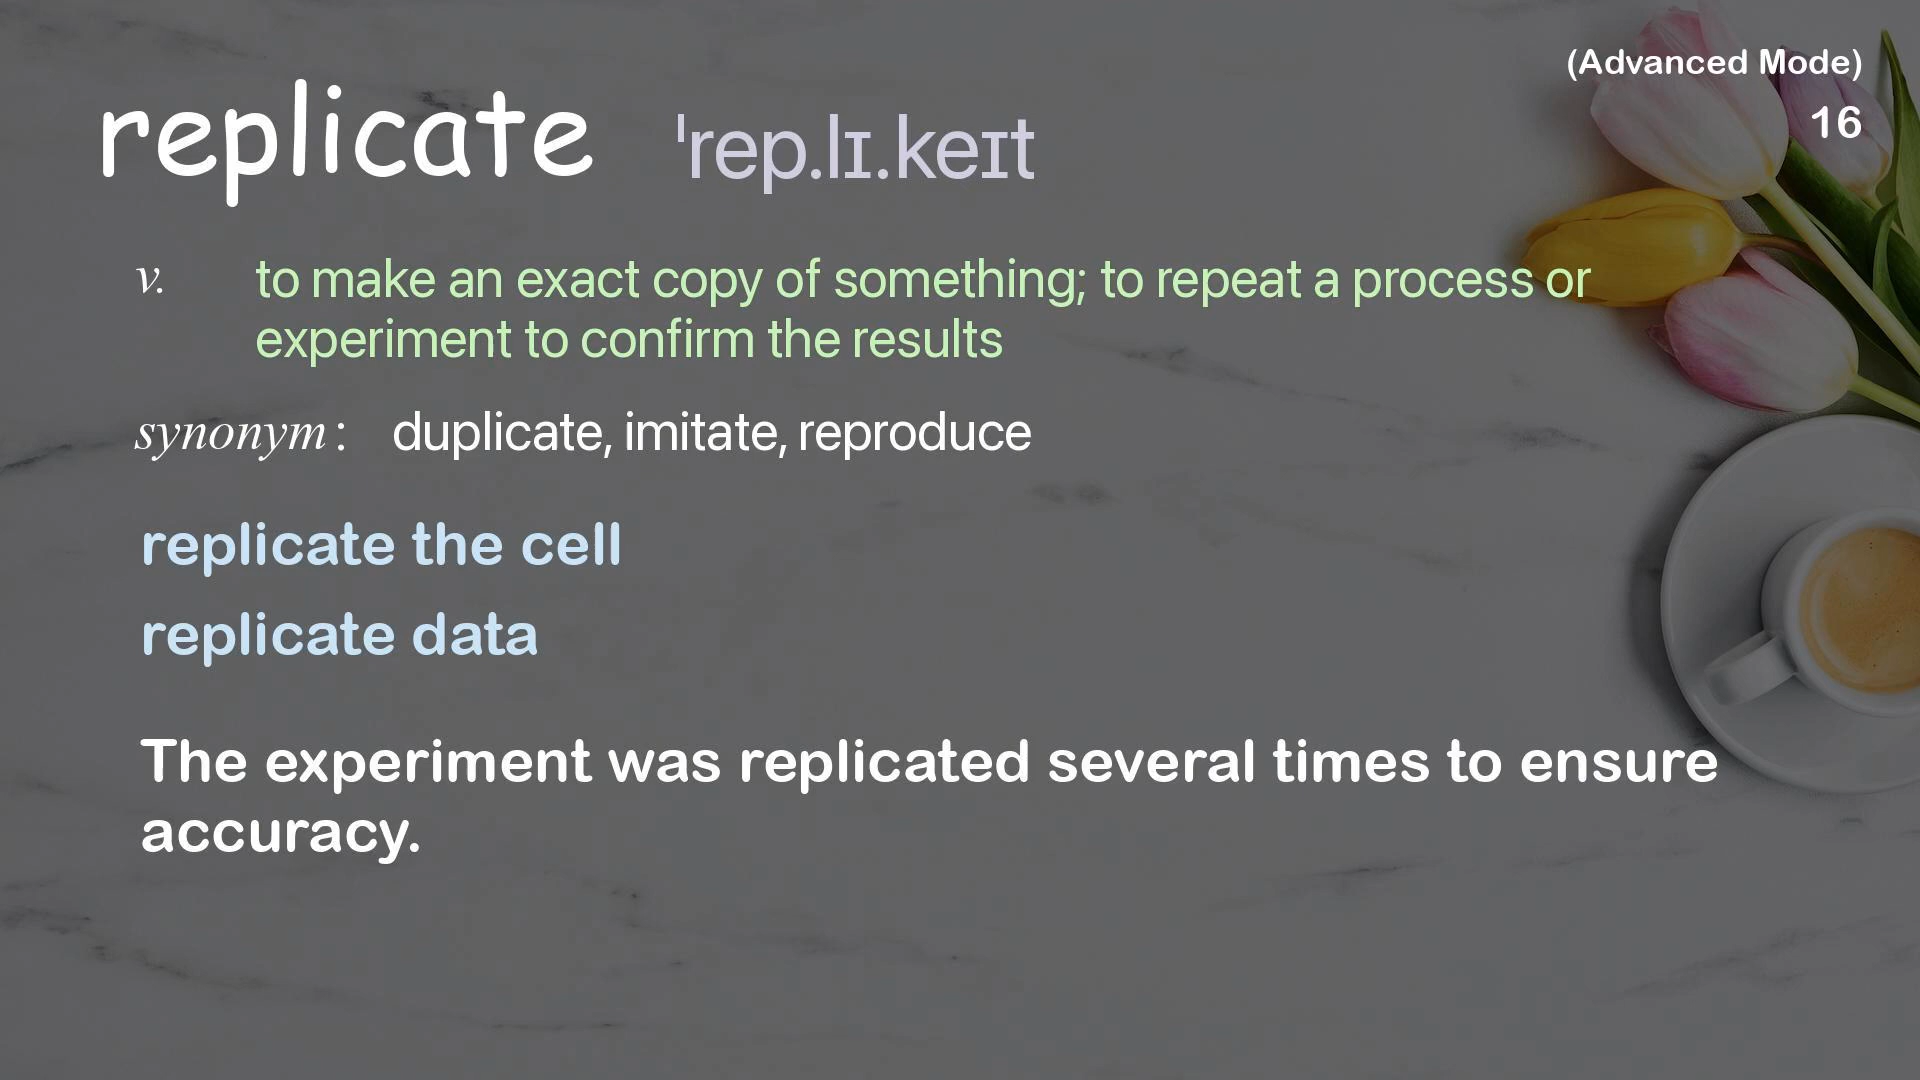 (Advanced Mode)
16
replicate ˈrep.lɪ.keɪt
v. to make an exact copy of something; to repeat a process or
experiment to confirm the results
synonym : duplicate, imitate, reproduce
replicate the cell
replicate data
The experiment was replicated several times to ensure
accuracy.